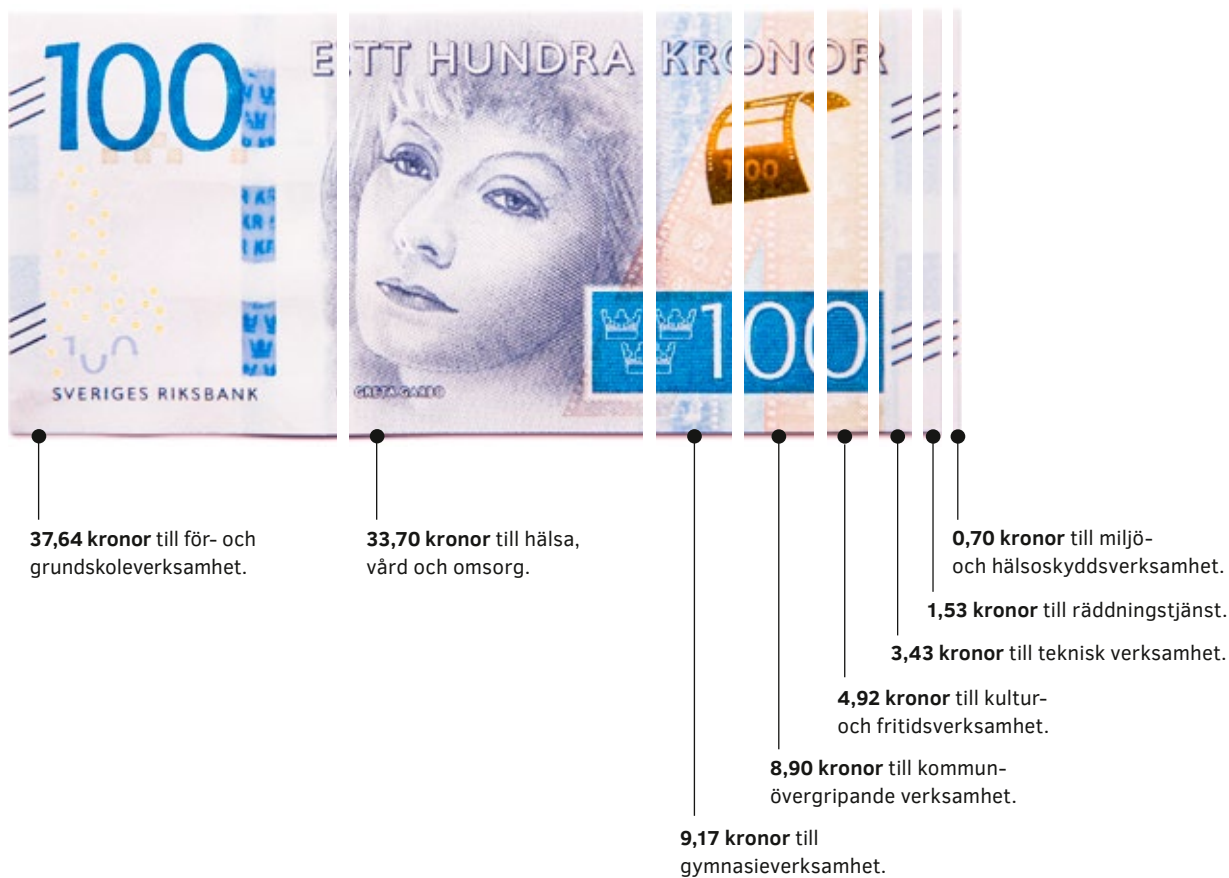 100
ETT HUNDRA KRONOR
100
100
100
SVERIGES RIKSBANK
GRETA GARBO
37,64 kronor till för- och
grundskoleverksamhet.
33,70 kronor till hälsa,
vård och omsorg.
0,70 kronor till miljö-
och hälsoskyddsverksamhet.
1,53 kronor till räddningstjänst.
3,43 kronor till teknisk verksamhet.
4,92 kronor till kultur-
och fritidsverksamhet.
8,90 kronor till kommun-
övergripande verksamhet.
9,17 kronor till
gymnasieverksamhet.